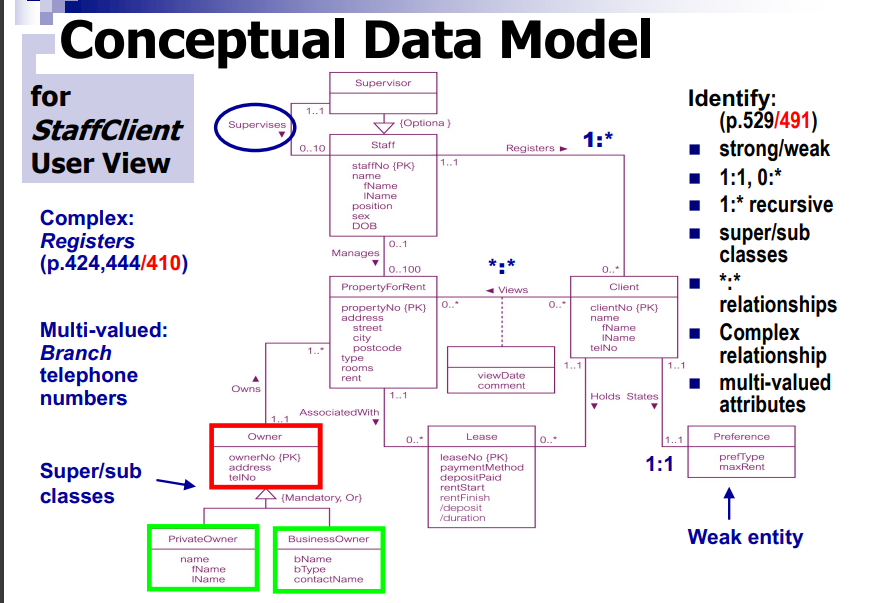 Conceptual Data Model
for
StaffClient
User View
Complex:
Registers
(p.424,444/410)
Multi-valued:
Branch
telephone
numbers
Super/sub
classes
Supervisor
1..1
Supervises
{Optional}
0..10
Staff
1..1
Registers
1:*
staffNo {PK}
name
fName
lName
position
sex
DOB
0..1
Manages
0..100
*:*
0..*
PropertyForRent
Views
Client
propertyNo {PK}
address
street
city
postcode
type
rooms
rent
0..*
0..*
clientNo {PK}
name
fName
lName
telNo
viewDate
comment
1..*
Owns
1..1
1..1
1..1
1..1
AssociatedWith
Holds
States
Owner
ownerNo {PK}
address
telNo
0..*
Lease
0..*
leaseNo {PK}
paymentMethod
depositPaid
rentStart
rentFinish
/deposit
/duration
1..1
1:1
Preference
prefType
maxRent
Weak entity
{Mandatory, Or}
PrivateOwner
name
fName
lName
BusinessOwner
bName
bType
contactName
Identify:
(p.529/491)
strong/weak
1:1, 0:*
1:* recursive
super/sub
classes
*:*
relationships
Complex
relationship
multi-valued
attributes